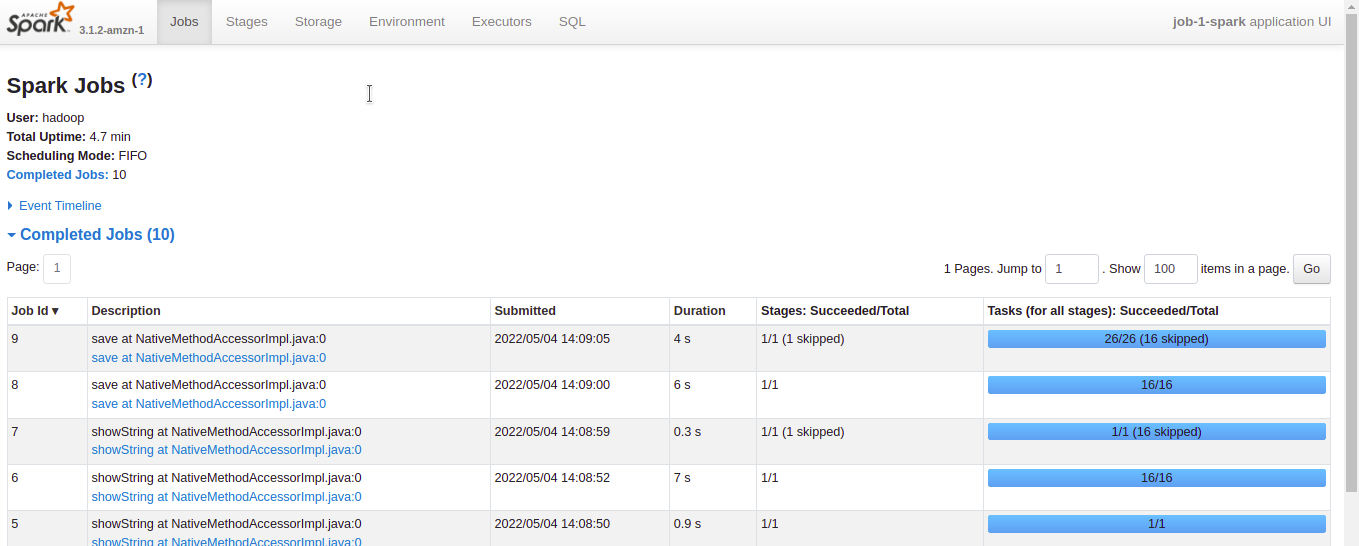 APACHE Spark 3.1.2-amzn-1 Jobs Stages Storage Environment Executors SQL job-1-spark application UI
Spark Jobs (?)
User: hadoop
Total Uptime: 4.7 min
Scheduling Mode: FIFO
Completed Jobs: 10
Event Timeline
Completed Jobs (10)
Page: 1 1 Pages. Jump to 1 . Show 100 items in a page. Go
Job Id ▾ Description Submitted Duration Stages: Succeeded/Total Tasks (for all stages): Succeeded/Total
9 save at NativeMethodAccessorImpl.java:0 2022/05/04 14:09:05 4 s 1/1 (1 skipped) 26/26 (16 skipped)
save at NativeMethodAccessorImpl.java:0
8 save at NativeMethodAccessorImpl.java:0 2022/05/04 14:09:00 6 s 1/1 16/16
save at NativeMethodAccessorImpl.java:0
7 showString at NativeMethodAccessorImpl.java:0 2022/05/04 14:08:59 0.3 s 1/1 (1 skipped) 1/1 (16 skipped)
showString at NativeMethodAccessorImpl.java:0
6 showString at NativeMethodAccessorImpl.java:0 2022/05/04 14:08:52 7 s 1/1 16/16
showString at NativeMethodAccessorImpl.java:0
5 showString at NativeMethodAccessorImpl.java:0 2022/05/04 14:08:50 0.9 s 1/1 1/1
showString at NativeMethodAccessorImpl.java:0